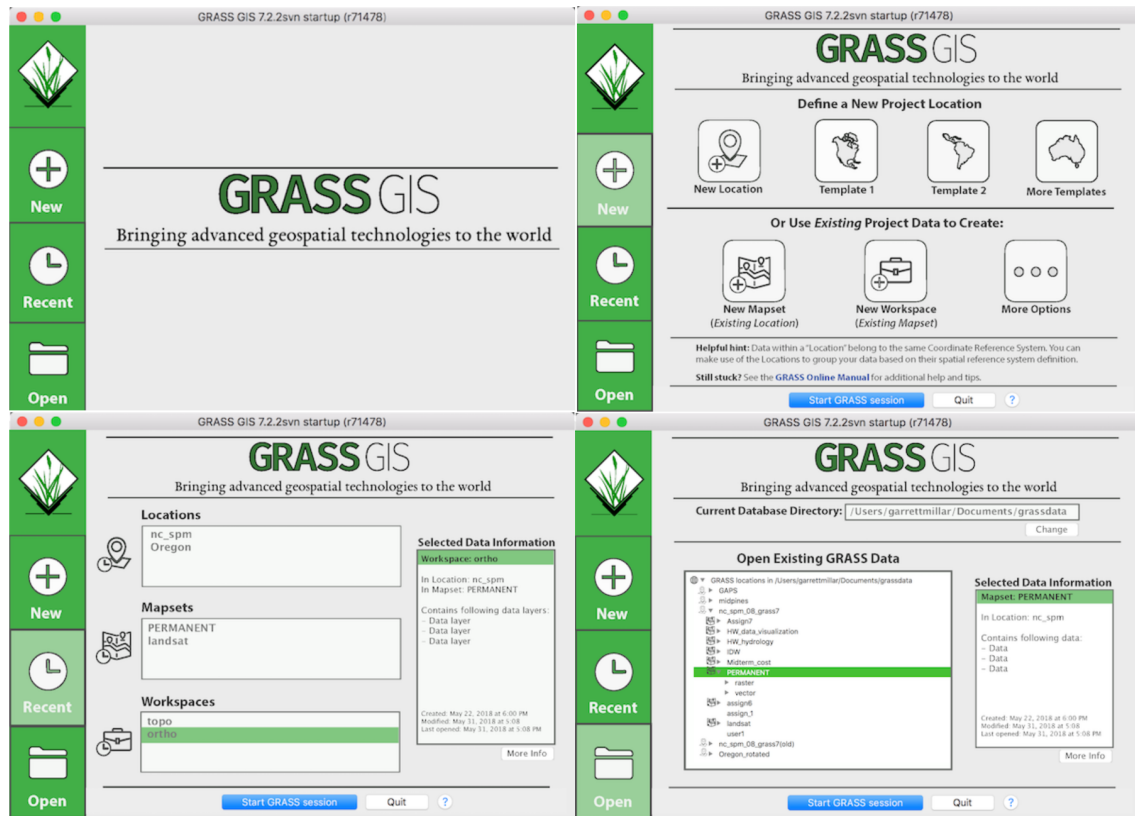 GRASS GIS 7.2.2svn startup (r71478)
New
Recent
Open
GRASS GIS
Bringing advanced geospatial technologies to the world
GRASS GIS 7.2.2svn startup (r71478)
New
Recent
Open
GRASS GIS
Bringing advanced geospatial technologies to the world
Define a New Project Location
New Location Template 1 Template 2 More Templates
Or Use Existing Project Data to Create:
New Mapset New Workspace More Options
(Existing Location) (Existing Mapset)
Helpful hint: Data within a "Location" belong to the same Coordinate Reference System. You can
make use of the Locations to group your data based on their spatial reference system definition.
Still stuck? See the GRASS Online Manual for additional help and tips.
Start GRASS session Quit ?
GRASS GIS 7.2.2svn startup (r71478)
New
Recent
Open
GRASS GIS
Bringing advanced geospatial technologies to the world
Locations
nc_spm
Oregon
Mapsets
PERMANENT
landsat
Workspaces
topo
ortho
Selected Data Information
Workspace: ortho
In Location: nc_spm
In Mapset: PERMANENT
Contains following data layers:
– Data layer
– Data layer
– Data layer
Created: May 22, 2018 at 6:00 PM
Modified: May 31, 2018 at 5:08
Last opened: May 31, 2018 at 5:08 PM
More Info
Start GRASS session Quit ?
GRASS GIS 7.2.2svn startup (r71478)
New
Recent
Open
GRASS GIS
Bringing advanced geospatial technologies to the world
Current Database Directory: /Users/garrettmillar/Documents/grassdata
Change
Open Existing GRASS Data
GRASS locations in /Users/garrettmillar/Documents/grassdata
GAPS
midpines
nc_spm_08_grass7
Assign7
HW_data_visualization
HW_hydrology
IDW
Midterm_cost
PERMANENT
raster
vector
assign6
assign_1
landsat
user1
nc_spm_08_grass7(old)
Oregon_rotated
Selected Data Information
Mapset: PERMANENT
In Location: nc_spm
Contains following data:
– Data
– Data
– Data
Created: May 22, 2018 at 6:00 PM
Modified: May 31, 2018 at 5:08
Last opened: May 31, 2018 at 5:08 PM
More Info
Start GRASS session Quit ?